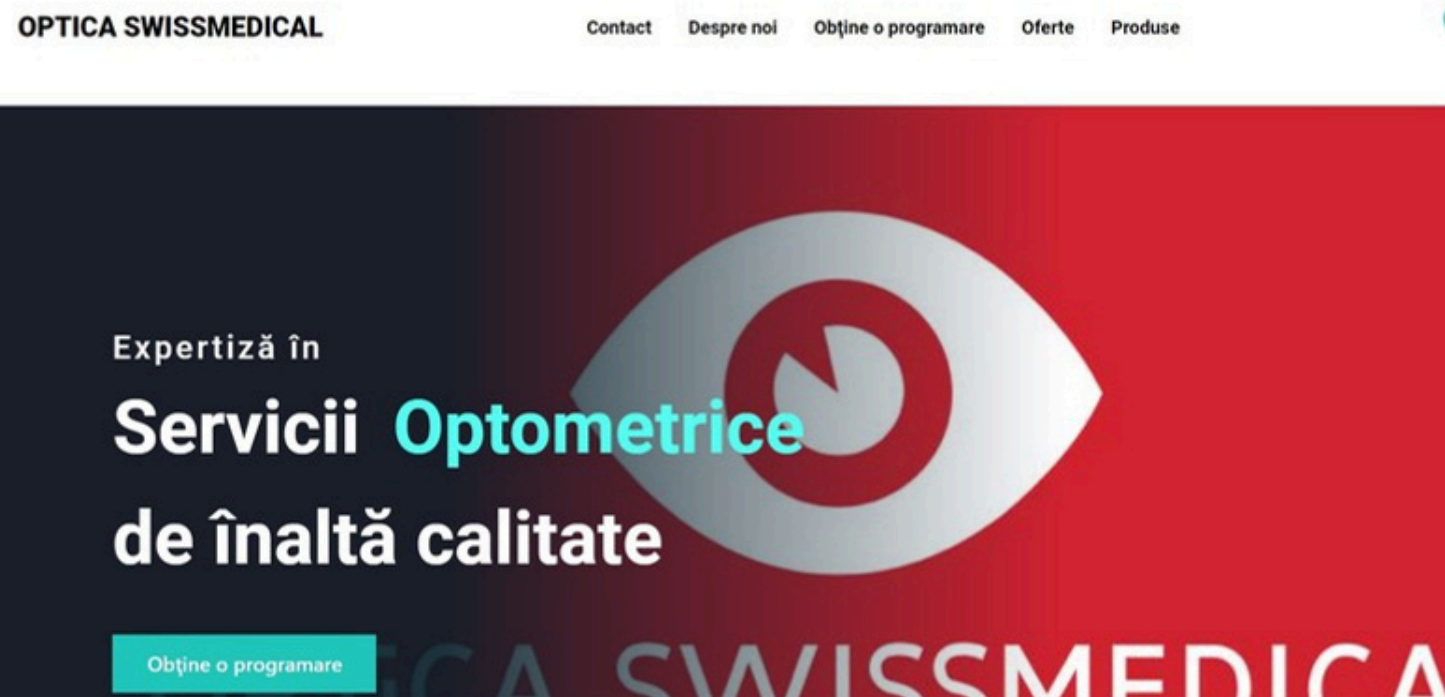 OPTICA SWISSMEDICAL
Contact Despre noi Obține o programare Oferte Produse
Expertiză în
Servicii Optometrice
de înaltă calitate
Obține o programare
SWISSMEDICA